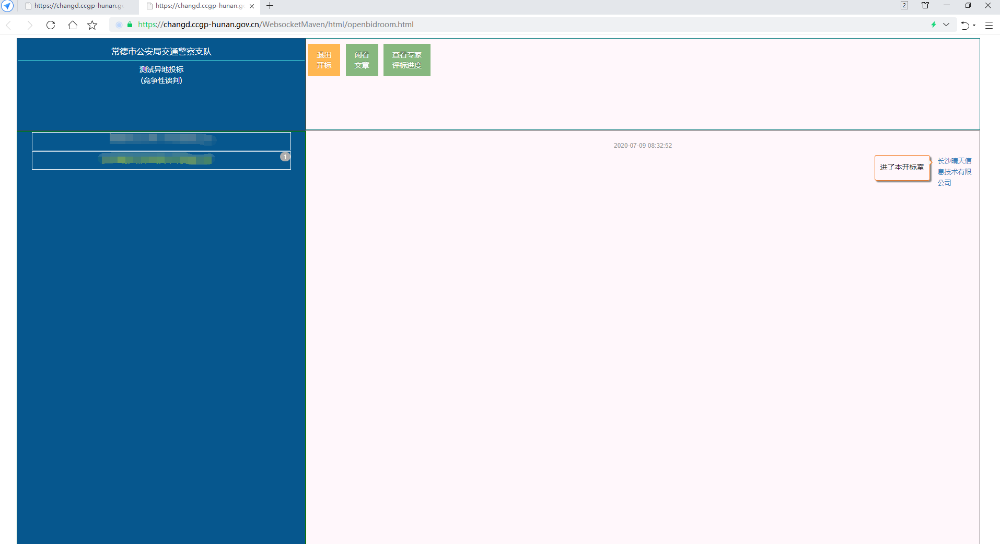 https://changd.ccgp-hunan.go
https://changd.ccgp-hunan.g
2
https://changd.ccgp-hunan.gov.cn/WebsocketMaven/html/openbidroom.html
常德市公安局交通警察支队
测试异地投标
(竞争性谈判)
退出
开标
闲看
文章
查看专家
评标进度
1
2020-07-09 08:32:52
进了本开标室
长沙晴天信
息技术有限
公司